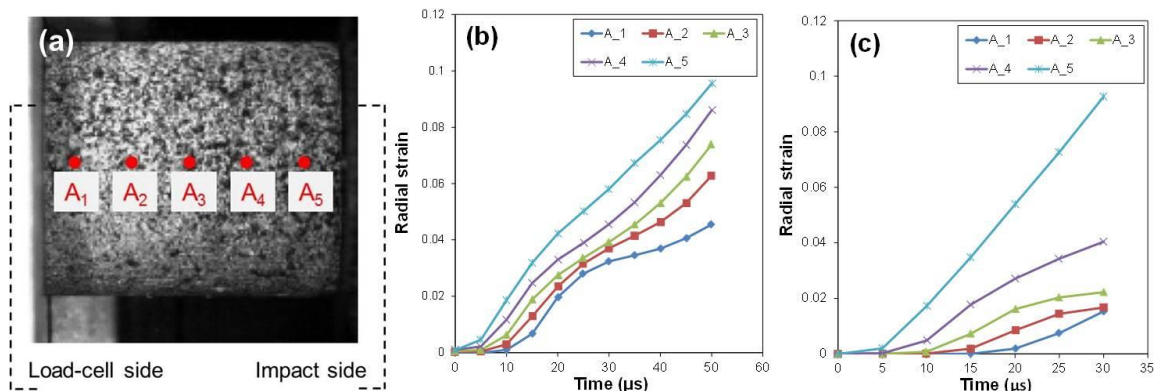 (a)
A1 A2 A3 A4 A5
Load-cell side Impact side
(b)
A_1 A_2 A_3
A_4 A_5
Radial strain
0.12
0.1
0.08
0.06
0.04
0.02
0
0 10 20 30 40 50 60
Time (µs)
(c)
A_1 A_2 A_3
A_4 A_5
Radial strain
0.12
0.1
0.08
0.06
0.04
0.02
0
0 5 10 15 20 25 30 35
Time (µs)